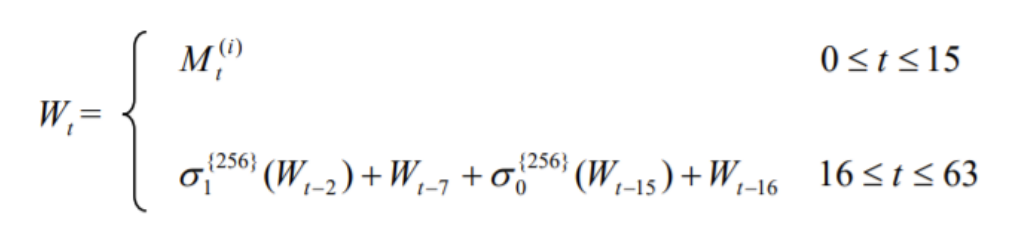 M_t^{(i)} 0 ≤ t ≤ 15
W_t =
σ_1^{{256}}(W_{t–2}) + W_{t–7} + σ_0^{{256}}(W_{t–15}) + W_{t–16} 16 ≤ t ≤ 63